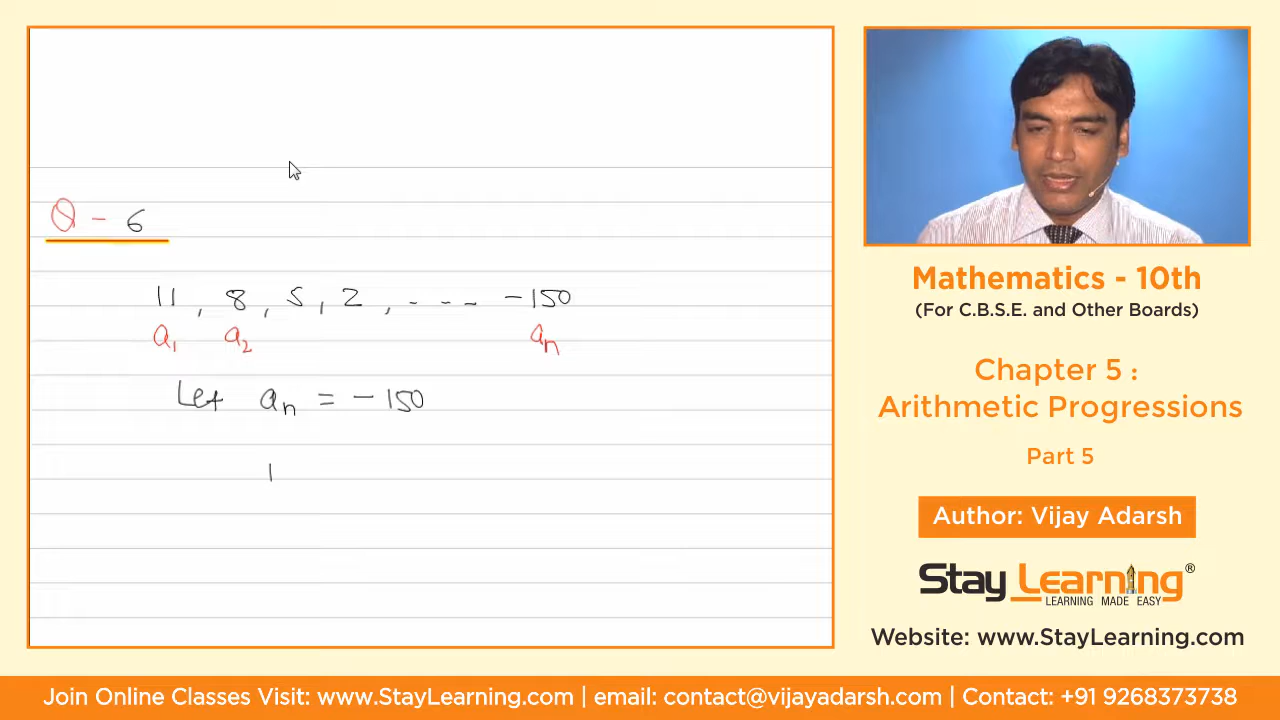 Q - 6
11 , 8 , 5 , 2 , - - - -150
a1 a2 an
Let an = -150
Mathematics - 10th
(For C.B.S.E. and Other Boards)
Chapter 5 :
Arithmetic Progressions
Part 5
Author: Vijay Adarsh
Stay Learning®
LEARNING MADE EASY
Website: www.StayLearning.com
Join Online Classes Visit: www.StayLearning.com | email: contact@vijayadarsh.com | Contact: +91 9268373738